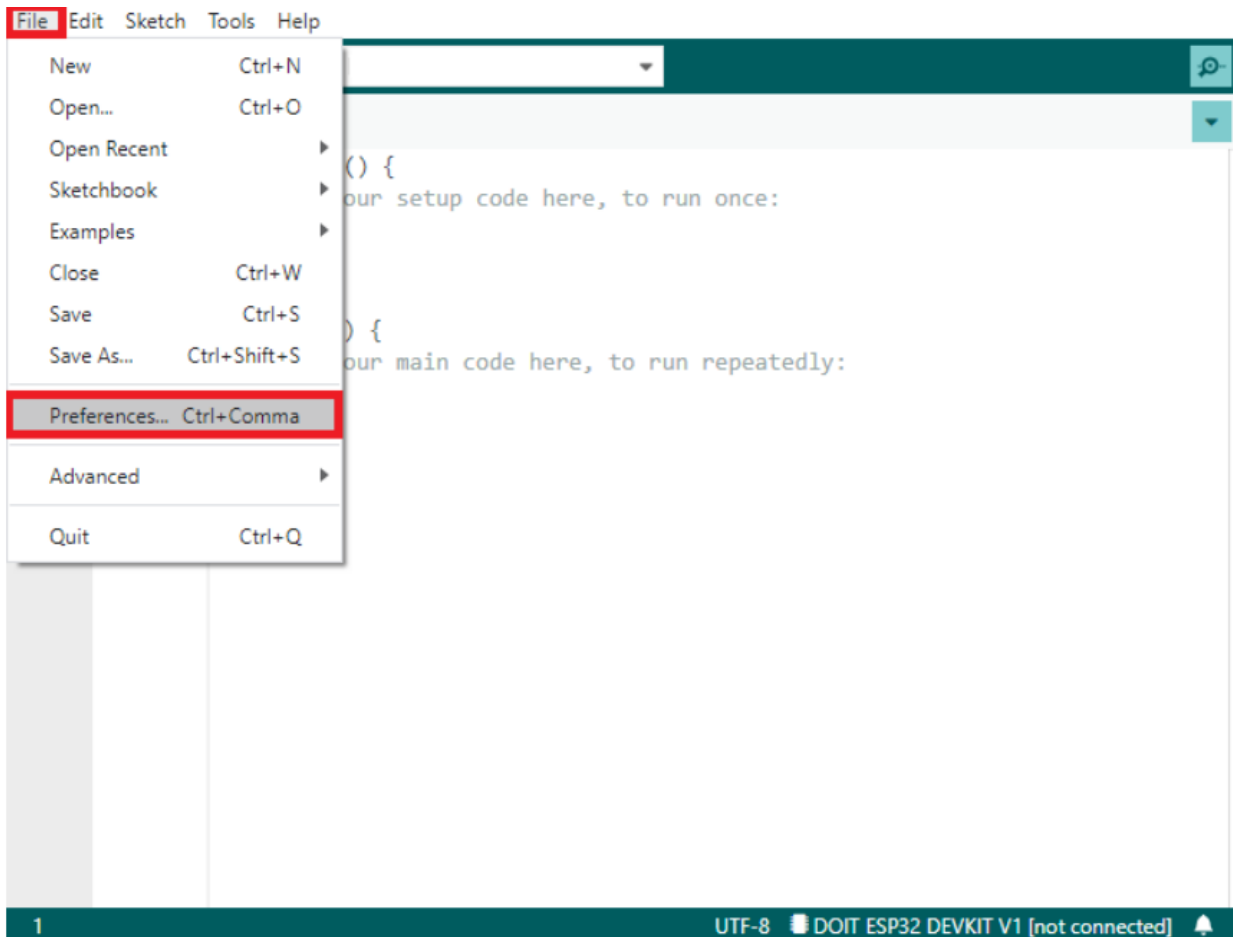 File Edit Sketch Tools Help
New Ctrl+N
Open... Ctrl+O
Open Recent
Sketchbook
Examples
Close Ctrl+W
Save Ctrl+S
Save As... Ctrl+Shift+S
Preferences... Ctrl+Comma
Advanced
Quit Ctrl+Q
() {
our setup code here, to run once:
) {
our main code here, to run repeatedly:
1 UTF-8 DOIT ESP32 DEVKIT V1 [not connected]